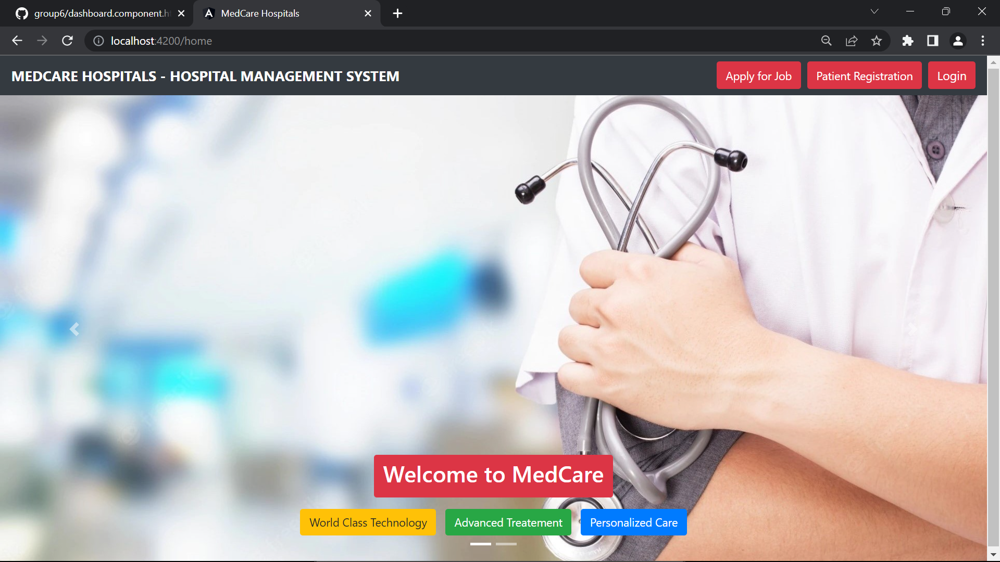 group6/dashboard.component.h
MedCare Hospitals
localhost:4200/home
MEDCARE HOSPITALS - HOSPITAL MANAGEMENT SYSTEM
Apply for Job
Patient Registration
Login
Welcome to MedCare
World Class Technology
Advanced Treatement
Personalized Care